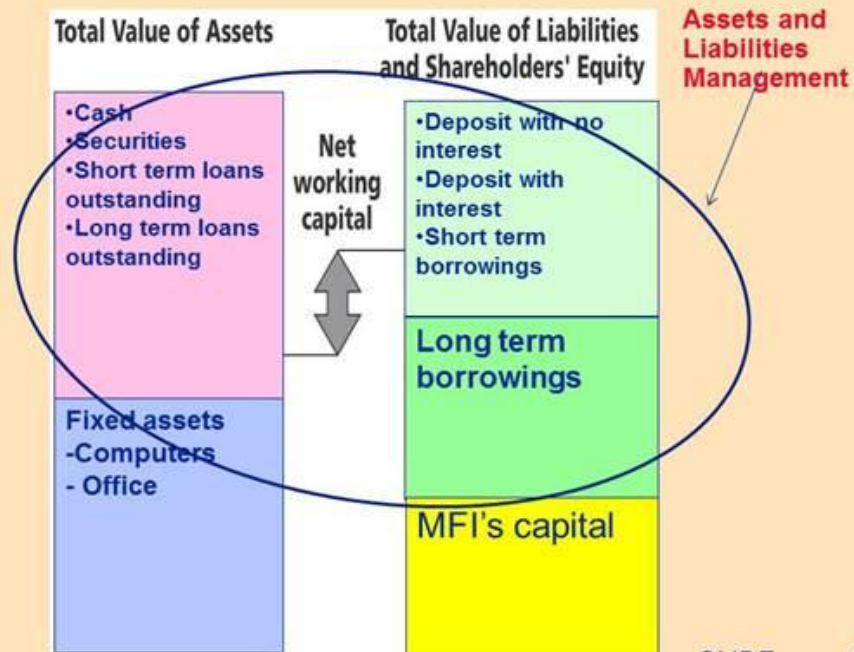 Total Value of Assets
Total Value of Liabilities
and Shareholders' Equity
Assets and
Liabilities
Management
•Cash
•Securities
•Short term loans
outstanding
•Long term loans
outstanding
Net
working
capital
•Deposit with no
interest
•Deposit with
interest
•Short term
borrowings
Long term
borrowings
Fixed assets
-Computers
- Office
MFI's capital